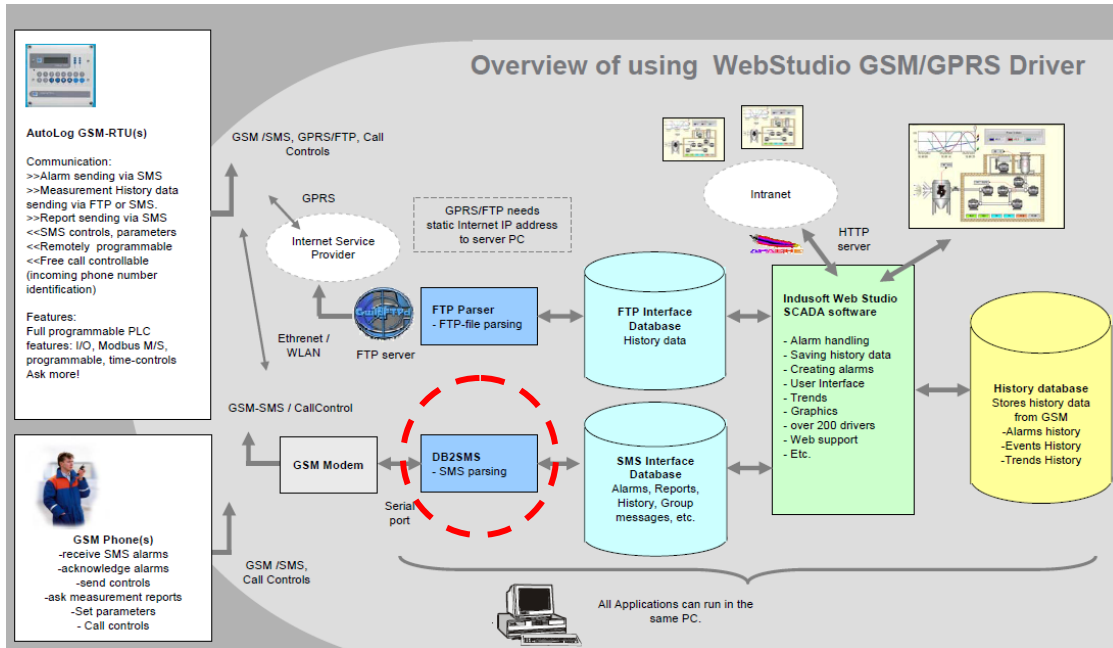 Overview of using WebStudio GSM/GPRS Driver
AutoLog GSM-RTU(s)
Communication:
>>Alarm sending via SMS
>>Measurement History data
sending via FTP or SMS.
>>Report sending via SMS
<<SMS controls, parameters
<<Remotely programmable
<<Free call controllable
(incoming phone number
identification)
Features:
Full programmable PLC
features: I/O, Modbus M/S,
programmable, time-controls
Ask more!
GSM /SMS, GPRS/FTP, Call
Controls
GPRS
Internet Service
Provider
GPRS/FTP needs
static Internet IP address
to server PC
Intranet
HTTP
server
Ethrenet /
WLAN
FTP server
FTP Parser
- FTP-file parsing
FTP Interface
Database
History data
Indusoft Web Studio
SCADA software
- Alarm handling
- Saving history data
- Creating alarms
- User Interface
- Trends
- Graphics
- over 200 drivers
- Web support
- Etc.
History database
Stores history data
from GSM
-Alarms history
-Events History
-Trends History
GSM-SMS / CallControl
GSM Modem
Serial
port
DB2SMS
- SMS parsing
SMS Interface
Database
Alarms, Reports,
History, Group
messages, etc.
GSM Phone(s)
-receive SMS alarms
-acknowledge alarms
-send controls
-ask measurement reports
-Set parameters
- Call controls
GSM /SMS,
Call Controls
All Applications can run in the
same PC.